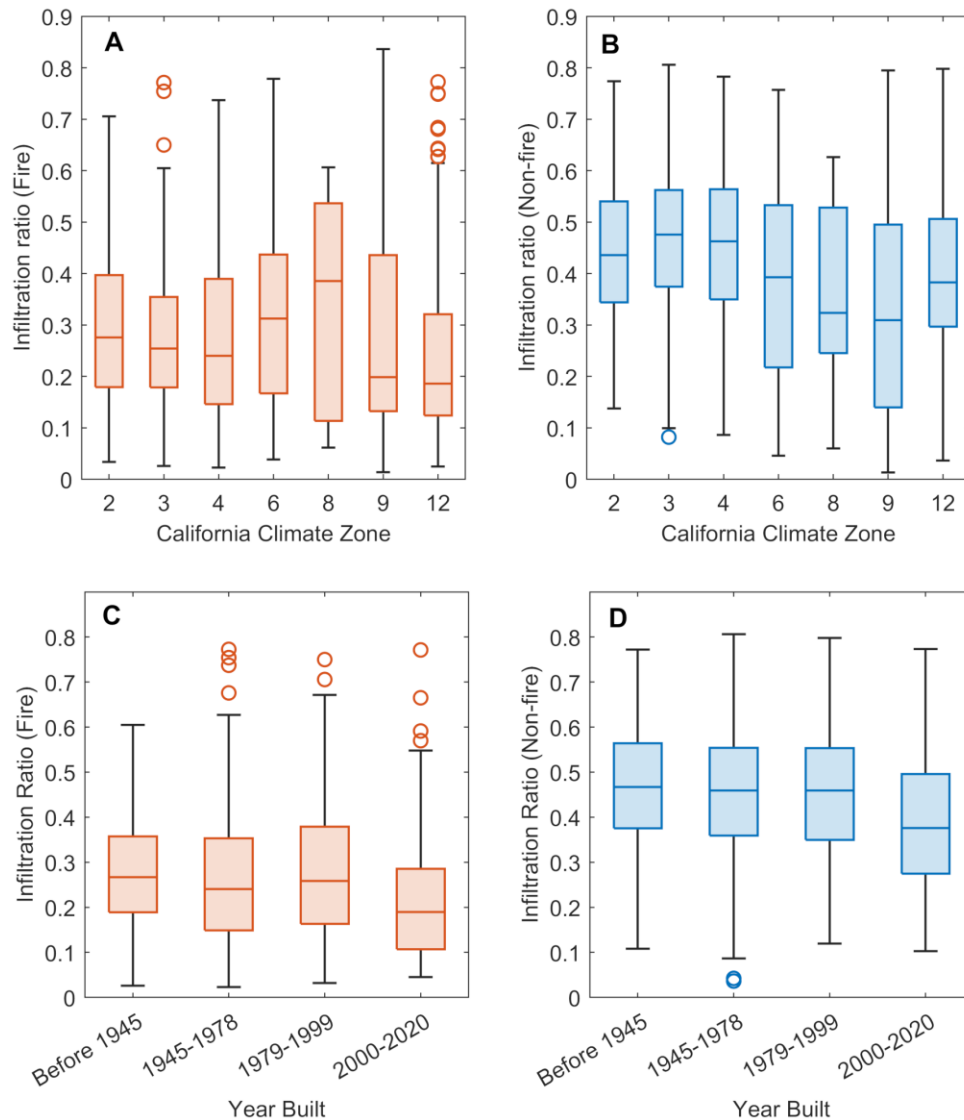 A
Infiltration ratio (Fire)
0.9
0.8
0.7
0.6
0.5
0.4
0.3
0.2
0.1
0
2 3 4 6 8 9 12
California Climate Zone
B
Infiltration ratio (Non-fire)
0.9
0.8
0.7
0.6
0.5
0.4
0.3
0.2
0.1
0
2 3 4 6 8 9 12
California Climate Zone
C
Infiltration Ratio (Fire)
0.8
0.7
0.6
0.5
0.4
0.3
0.2
0.1
0
Before 1945 1945-1978 1979-1999 2000-2020
Year Built
D
Infiltration Ratio (Non-fire)
0.8
0.7
0.6
0.5
0.4
0.3
0.2
0.1
0
Before 1945 1945-1978 1979-1999 2000-2020
Year Built